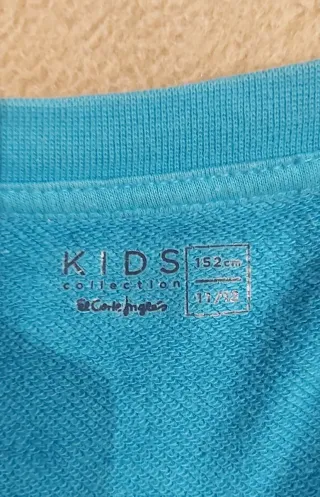 KIDS
collection
El Corte Inglés
152cm
11/12